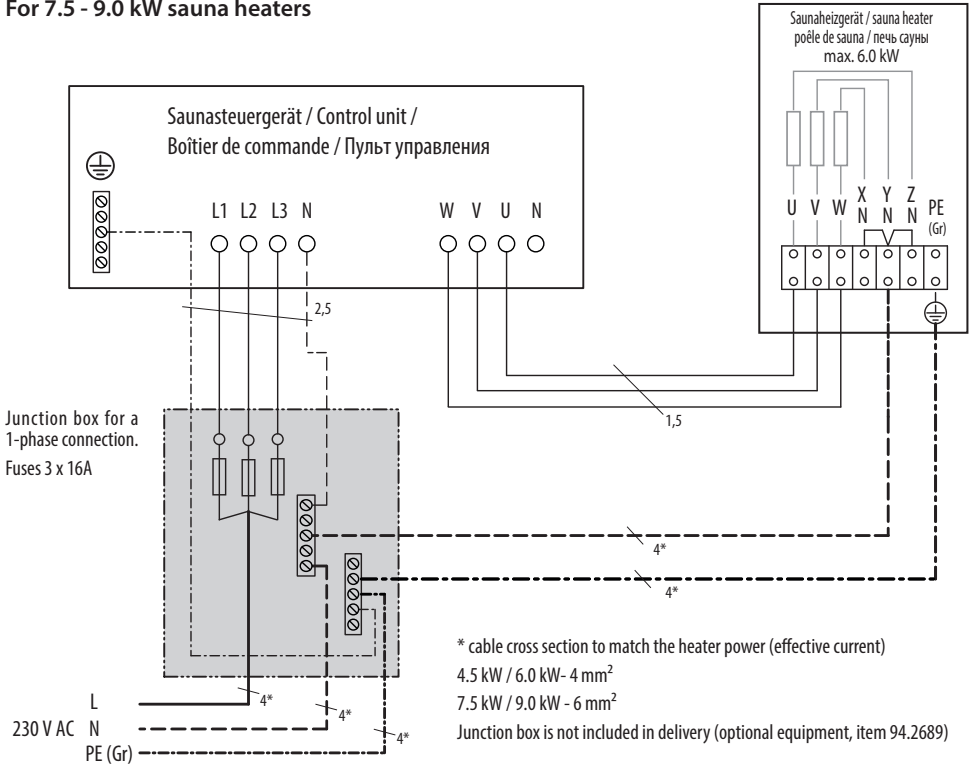 For 7.5 - 9.0 kW sauna heaters
Saunaheizgerät / sauna heater
poêle de sauna / печь сауны
max. 6.0 kW
Saunasteuergerät / Control unit /
Boîtier de commande / Пульт управления
L1 L2 L3 N
W V U N
U V W X Y Z PE
N N N (Gr)
2,5
1,5
Junction box for a
1-phase connection.
Fuses 3 x 16A
4*
4*
* cable cross section to match the heater power (effective current)
4.5 kW / 6.0 kW- 4 mm²
7.5 kW / 9.0 kW - 6 mm²
Junction box is not included in delivery (optional equipment, item 94.2689)
L
230 V AC N
PE (Gr)
4*
4*
4*